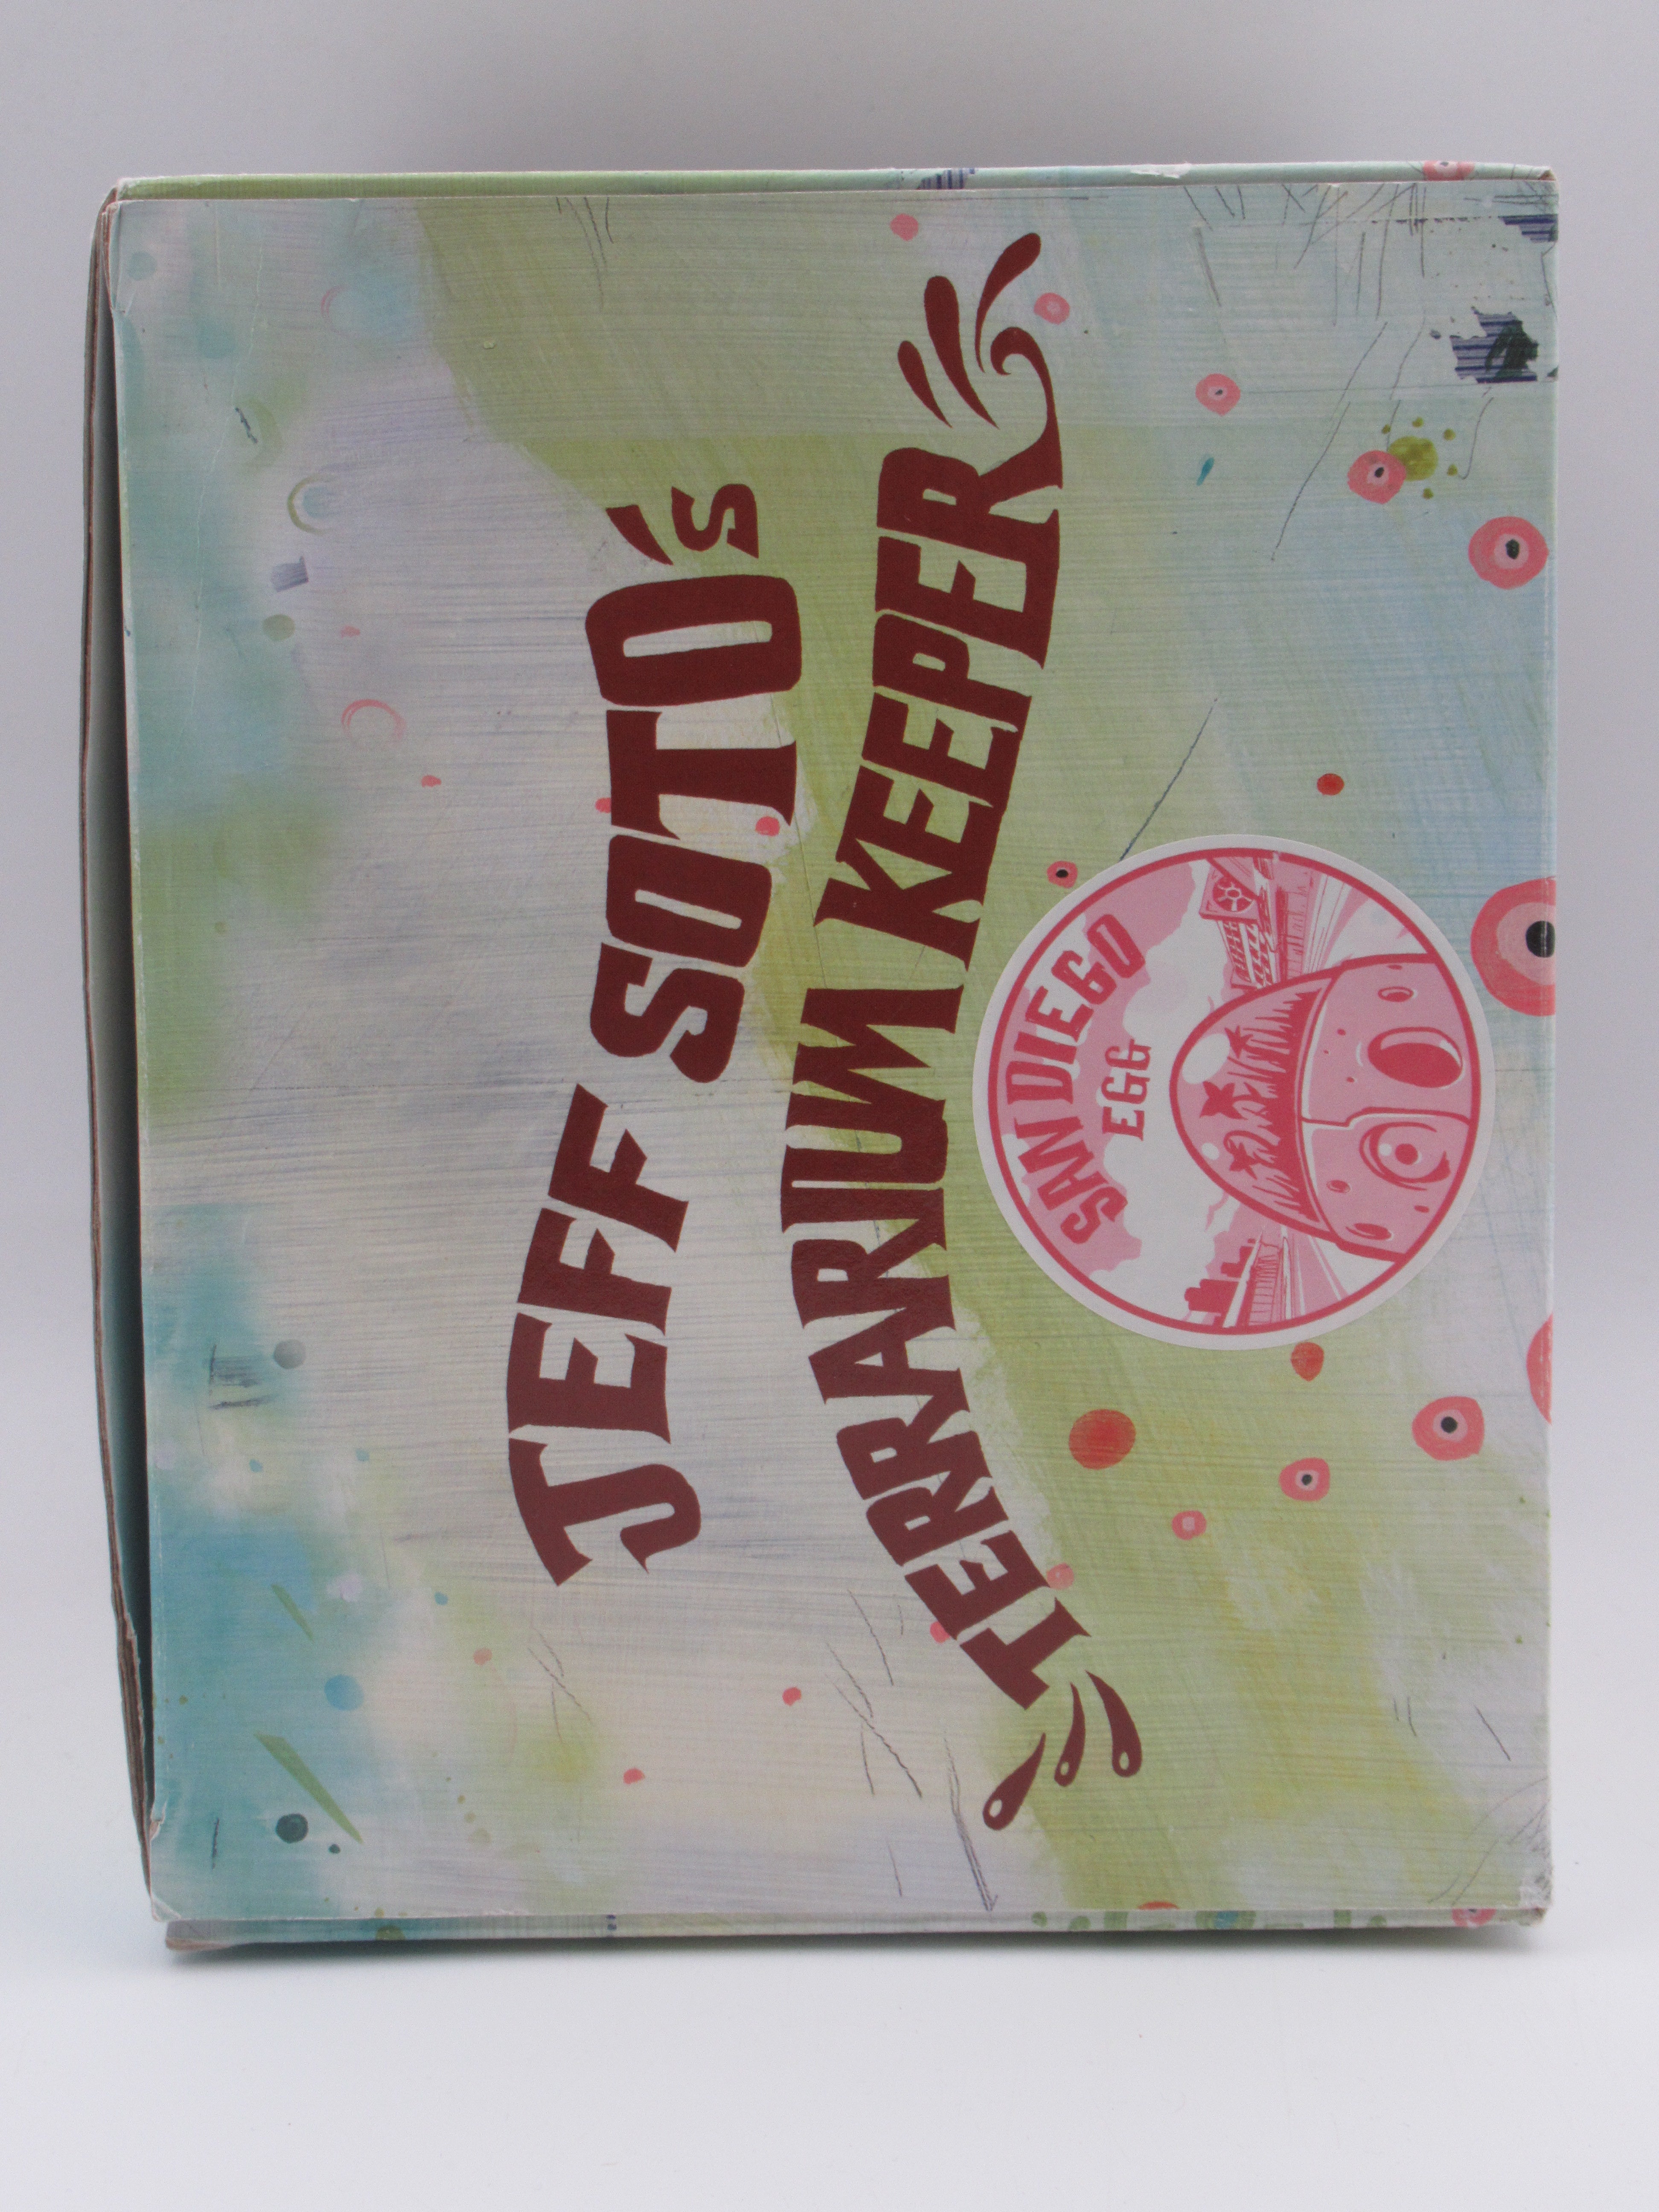 JEFF SOTO's
TERRARIUM KEEPER
SAN DIEGO
EGG